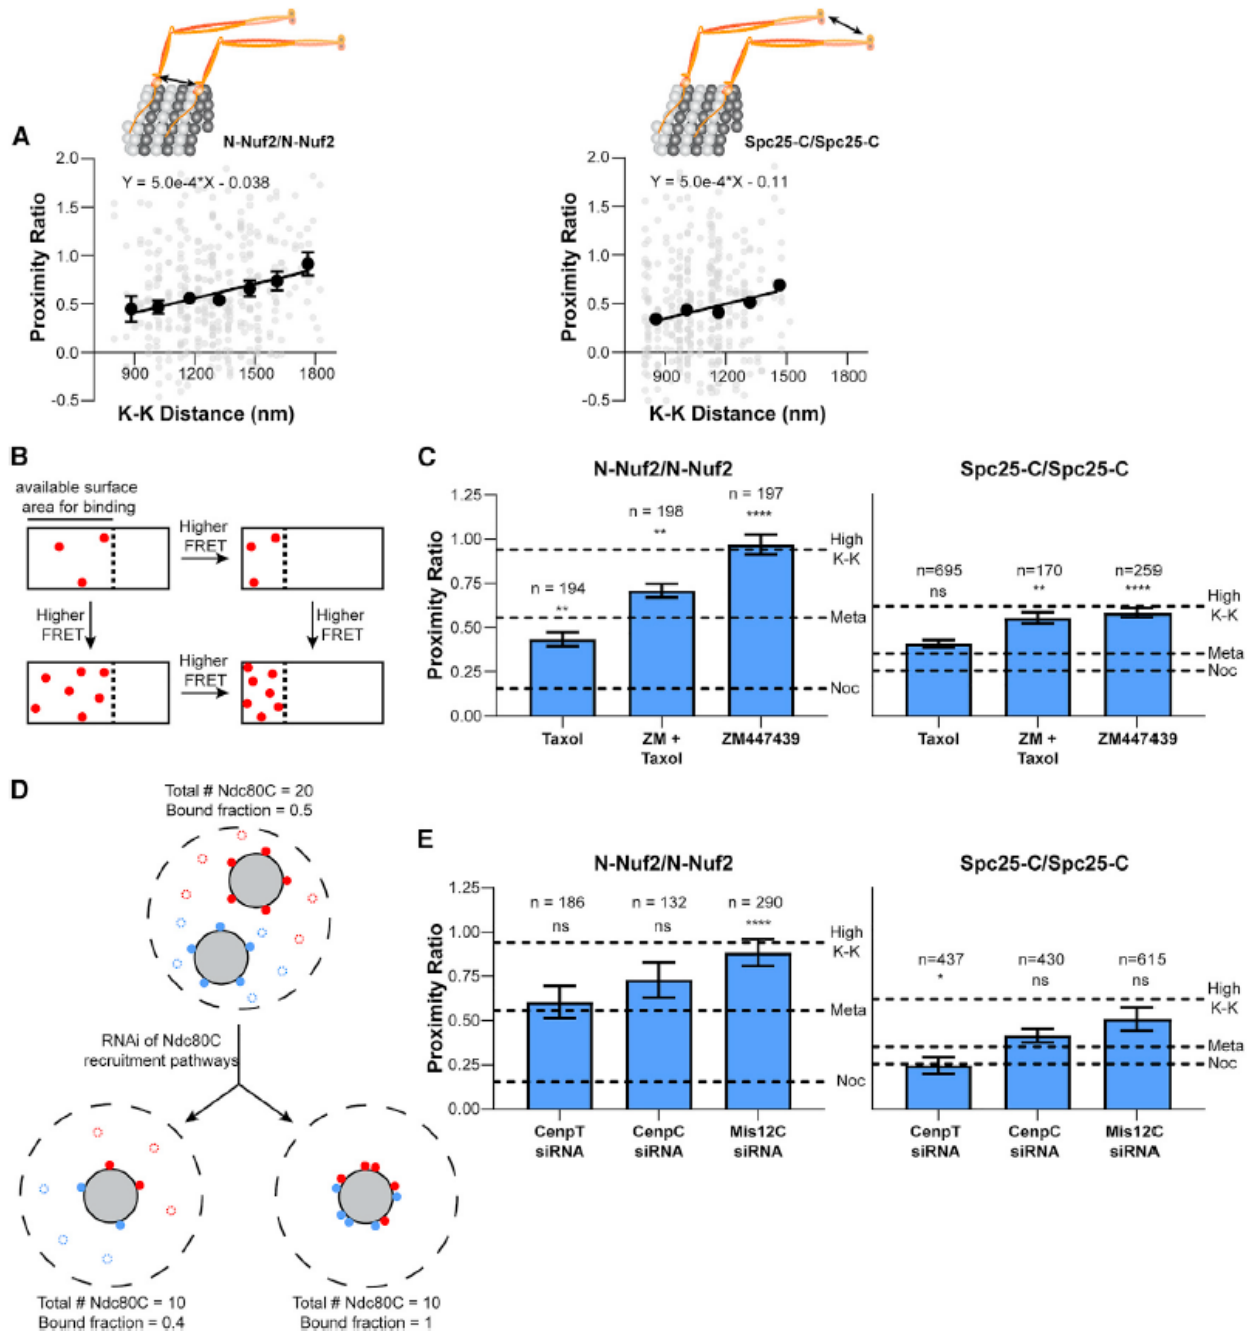 A
N-Nuf2/N-Nuf2
Y = 5.0e-4*X - 0.038
Proximity Ratio
2.0
1.5
1.0
0.5
0.0
-0.5
900
1200
1500
1800
K-K Distance (nm)
Spc25-C/Spc25-C
Y = 5.0e-4*X - 0.11
Proximity Ratio
2.0
1.5
1.0
0.5
0.0
-0.5
900
1200
1500
1800
K-K Distance (nm)
B
available surface
area for binding
Higher
FRET
Higher
FRET
Higher
FRET
Higher
FRET
C
N-Nuf2/N-Nuf2
Proximity Ratio
1.25
1.00
0.75
0.50
0.25
0.00
n = 194
**
n = 198
**
n = 197
****
High
K-K
Meta
Noc
Taxol
ZM +
Taxol
ZM447439
Spc25-C/Spc25-C
n=695
ns
n=170
**
n=259
****
High
K-K
Meta
Noc
Taxol
ZM +
Taxol
ZM447439
D
Total # Ndc80C = 20
Bound fraction = 0.5
RNAi of Ndc80C
recruitment pathways
Total # Ndc80C = 10
Bound fraction = 0.4
Total # Ndc80C = 10
Bound fraction = 1
E
N-Nuf2/N-Nuf2
Proximity Ratio
1.25
1.00
0.75
0.50
0.25
0.00
n = 186
ns
n = 132
ns
n = 290
****
High
K-K
Meta
Noc
CenpT
siRNA
CenpC
siRNA
Mis12C
siRNA
Spc25-C/Spc25-C
n=437
*
n=430
ns
n=615
ns
High
K-K
Meta
Noc
CenpT
siRNA
CenpC
siRNA
Mis12C
siRNA